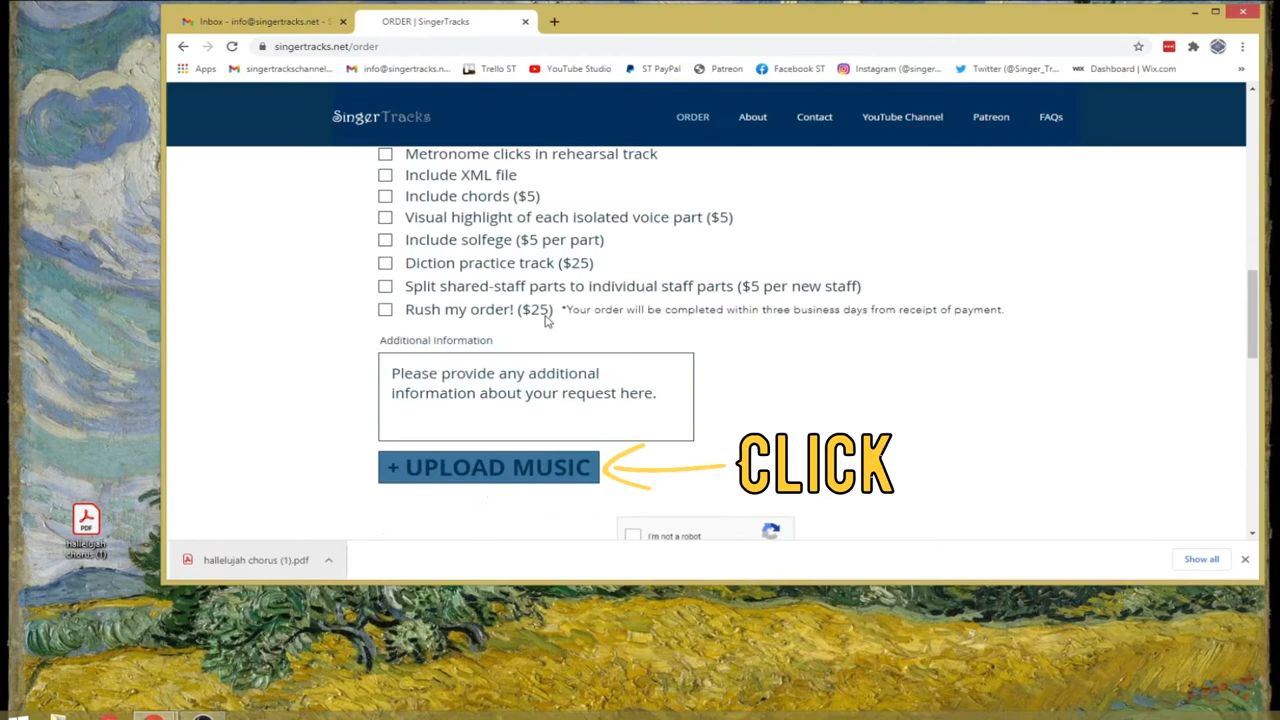 Inbox - info@singertracks.net - S
ORDER | SingerTracks
singertracks.net/order
Apps
singertrackschannel...
info@singertracks.n...
Trello ST
YouTube Studio
ST PayPal
Patreon
Facebook ST
Instagram (@singer...
Twitter (@Singer_Tr...
WIX
Dashboard | Wix.com
»
SingerTracks
ORDER
About
Contact
YouTube Channel
Patreon
FAQs
Metronome clicks in rehearsal track
Include XML file
Include chords ($5)
Visual highlight of each isolated voice part ($5)
Include solfege ($5 per part)
Diction practice track ($25)
Split shared-staff parts to individual staff parts ($5 per new staff)
Rush my order! ($25) *Your order will be completed within three business days from receipt of payment.
Additional Information
Please provide any additional
information about your request here.
+ UPLOAD MUSIC
CLICK
I'm not a robot
PDF
hallelujah
chorus (1)
hallelujah chorus (1).pdf
Show all